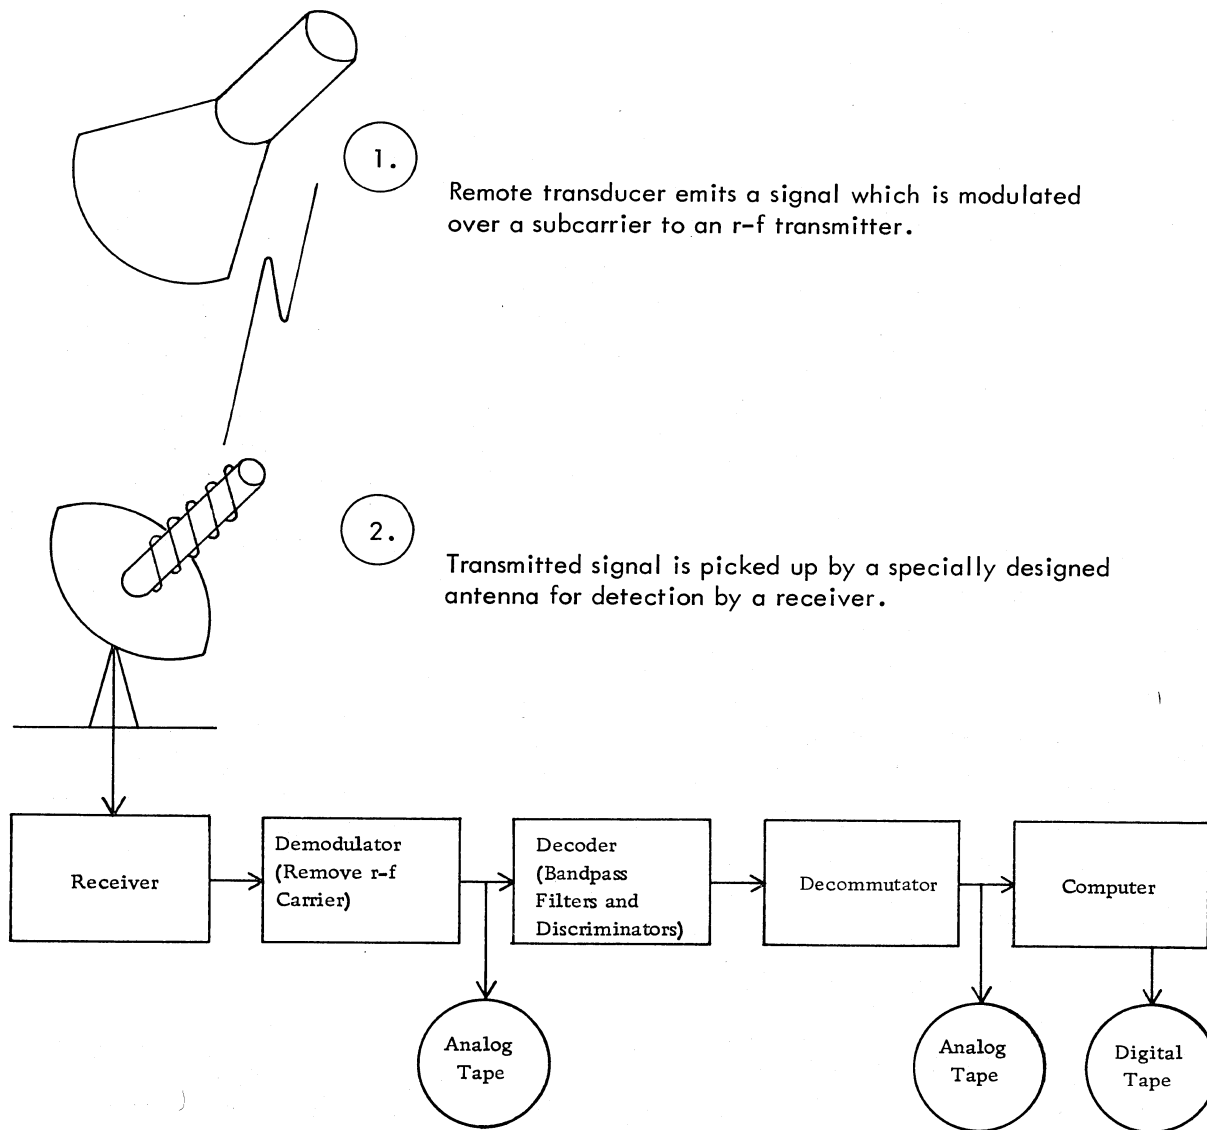 1.
Remote transducer emits a signal which is modulated
over a subcarrier to an r-f transmitter.
2.
Transmitted signal is picked up by a specially designed
antenna for detection by a receiver.
Receiver
Demodulator
(Remove r-f
Carrier)
Decoder
(Bandpass
Filters and
Discriminators)
Decommutator
Computer
Analog
Tape
Analog
Tape
Digital
Tape